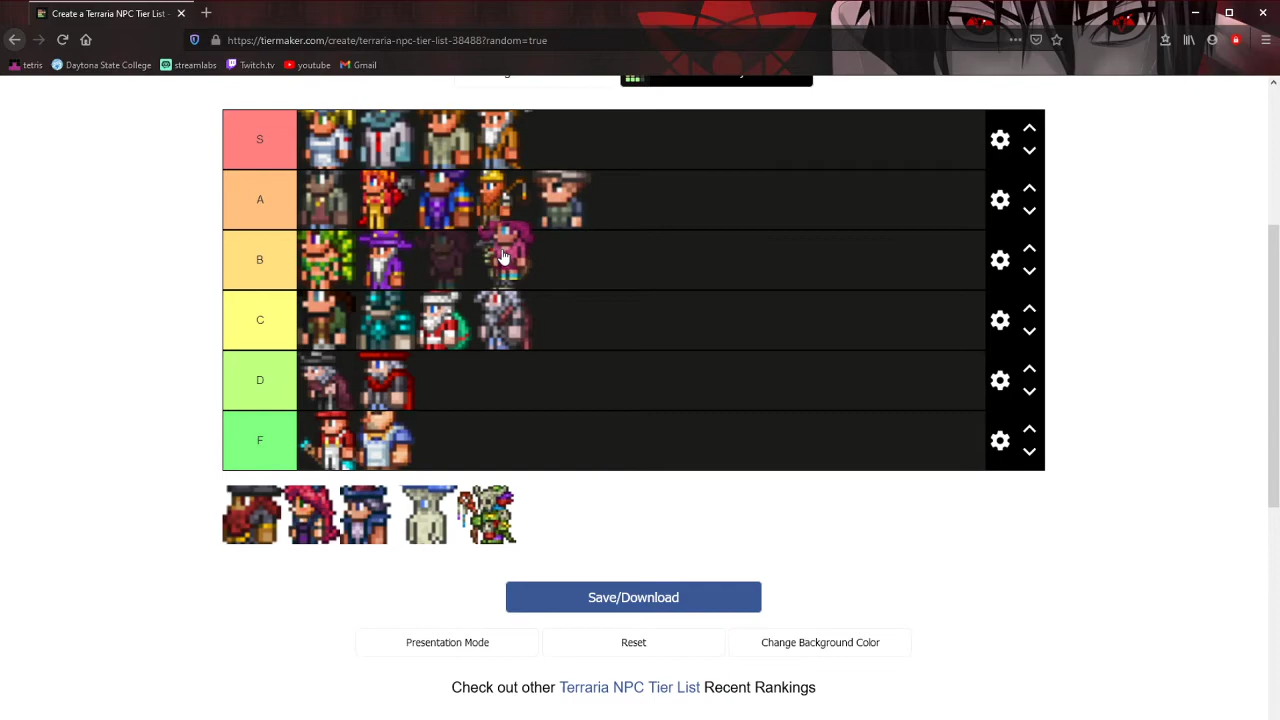 Create a Terraria NPC Tier List -
https://tiermaker.com/create/terraria-npc-tier-list-38488?random=true
tetris Daytona State College streamlabs Twitch.tv youtube Gmail
S
A
B
C
D
F
Save/Download
Presentation Mode Reset Change Background Color
Check out other Terraria NPC Tier List Recent Rankings